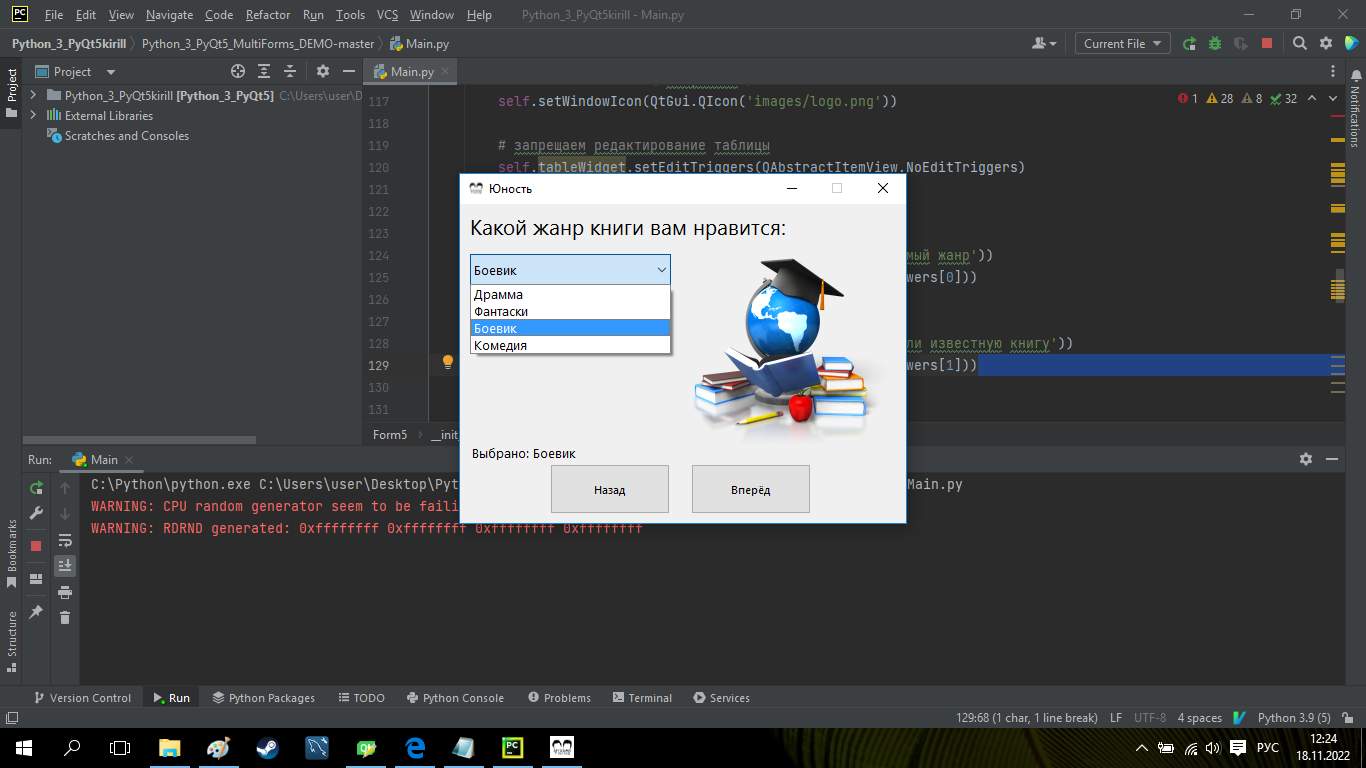 PC File Edit View Navigate Code Refactor Run Tools VCS Window Help Python_3_PyQt5kirill - Main.py
Python_3_PyQt5kirill Python_3_PyQt5_MultiForms_DEMO-master Main.py Current File
Project
Project
Main.py
Python_3_PyQt5kirill [Python_3_PyQt5] C:\Users\user\D
External Libraries
Scratches and Consoles
Notifications
1 28 8 32
117 self.setWindowIcon(QtGui.QIcon('images/logo.png'))
118
119 # запрещаем редактирование таблицы
120 self.tableWidget.setEditTriggers(QAbstractItemView.NoEditTriggers)
121
122
123
124 мый жанр'))
125 wers[0]))
126
127
128 ли известную книгу'))
129 wers[1]))
130
131
Form5 __init
Юность
Какой жанр книги вам нравится:
Боевик
Драмма
Фантаски
Боевик
Комедия
Выбрано: Боевик
Назад Вперёд
Run: Main
C:\Python\python.exe C:\Users\user\Desktop\Pyt Main.py
WARNING: CPU random generator seem to be faili
WARNING: RDRND generated: 0xffffffff 0xffffffff 0xffffffff 0xffffffff
Bookmarks
Structure
Version Control Run Python Packages TODO Python Console Problems Terminal Services
129:68 (1 char, 1 line break) LF UTF-8 4 spaces Python 3.9 (5)
PC РУС 12:24
18.11.2022